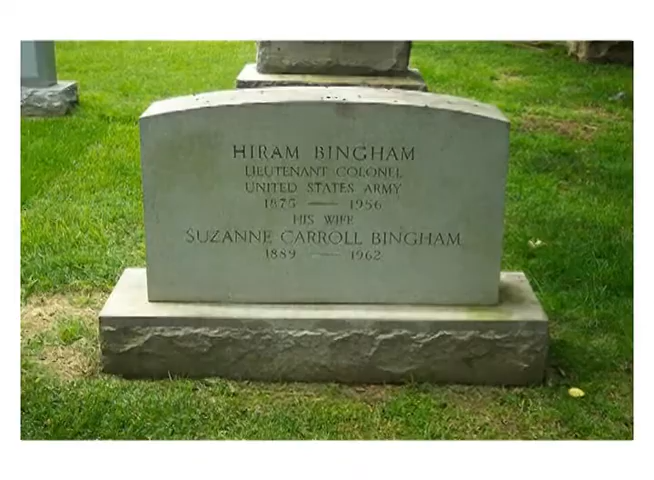 HIRAM BINGHAM
LIEUTENANT COLONEL
UNITED STATES ARMY
1875 — 1956
HIS WIFE
SUZANNE CARROLL BINGHAM
1889 — 1962